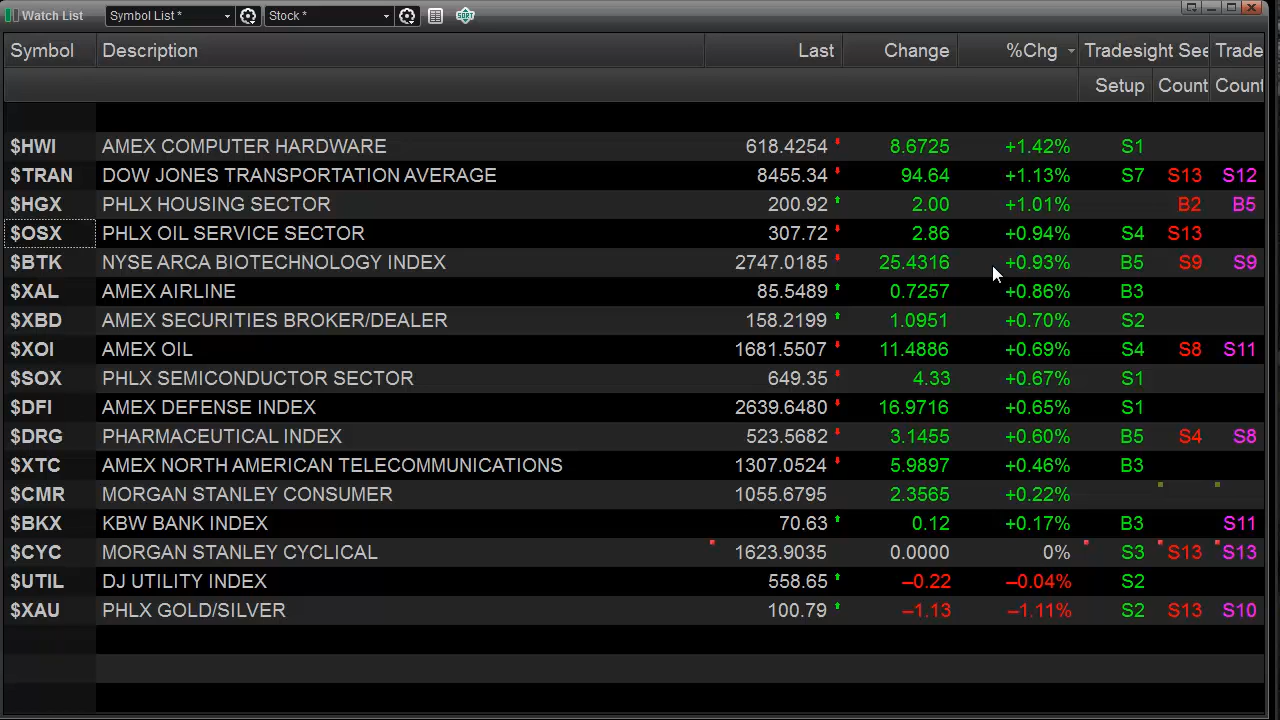 Watch List Symbol List * Stock * SORT
Symbol Description Last Change %Chg Tradesight See Trade
Setup Count Count
$HWI AMEX COMPUTER HARDWARE 618.4254 8.6725 +1.42% S1
$TRAN DOW JONES TRANSPORTATION AVERAGE 8455.34 94.64 +1.13% S7 S13 S12
$HGX PHLX HOUSING SECTOR 200.92 2.00 +1.01% B2 B5
$OSX PHLX OIL SERVICE SECTOR 307.72 2.86 +0.94% S4 S13
$BTK NYSE ARCA BIOTECHNOLOGY INDEX 2747.0185 25.4316 +0.93% B5 S9 S9
$XAL AMEX AIRLINE 85.5489 0.7257 +0.86% B3
$XBD AMEX SECURITIES BROKER/DEALER 158.2199 1.0951 +0.70% S2
$XOI AMEX OIL 1681.5507 11.4886 +0.69% S4 S8 S11
$SOX PHLX SEMICONDUCTOR SECTOR 649.35 4.33 +0.67% S1
$DFI AMEX DEFENSE INDEX 2639.6480 16.9716 +0.65% S1
$DRG PHARMACEUTICAL INDEX 523.5682 3.1455 +0.60% B5 S4 S8
$XTC AMEX NORTH AMERICAN TELECOMMUNICATIONS 1307.0524 5.9897 +0.46% B3
$CMR MORGAN STANLEY CONSUMER 1055.6795 2.3565 +0.22%
$BKX KBW BANK INDEX 70.63 0.12 +0.17% B3 S11
$CYC MORGAN STANLEY CYCLICAL 1623.9035 0.0000 0% S3 S13 S13
$UTIL DJ UTILITY INDEX 558.65 –0.22 –0.04% S2
$XAU PHLX GOLD/SILVER 100.79 –1.13 –1.11% S2 S13 S10